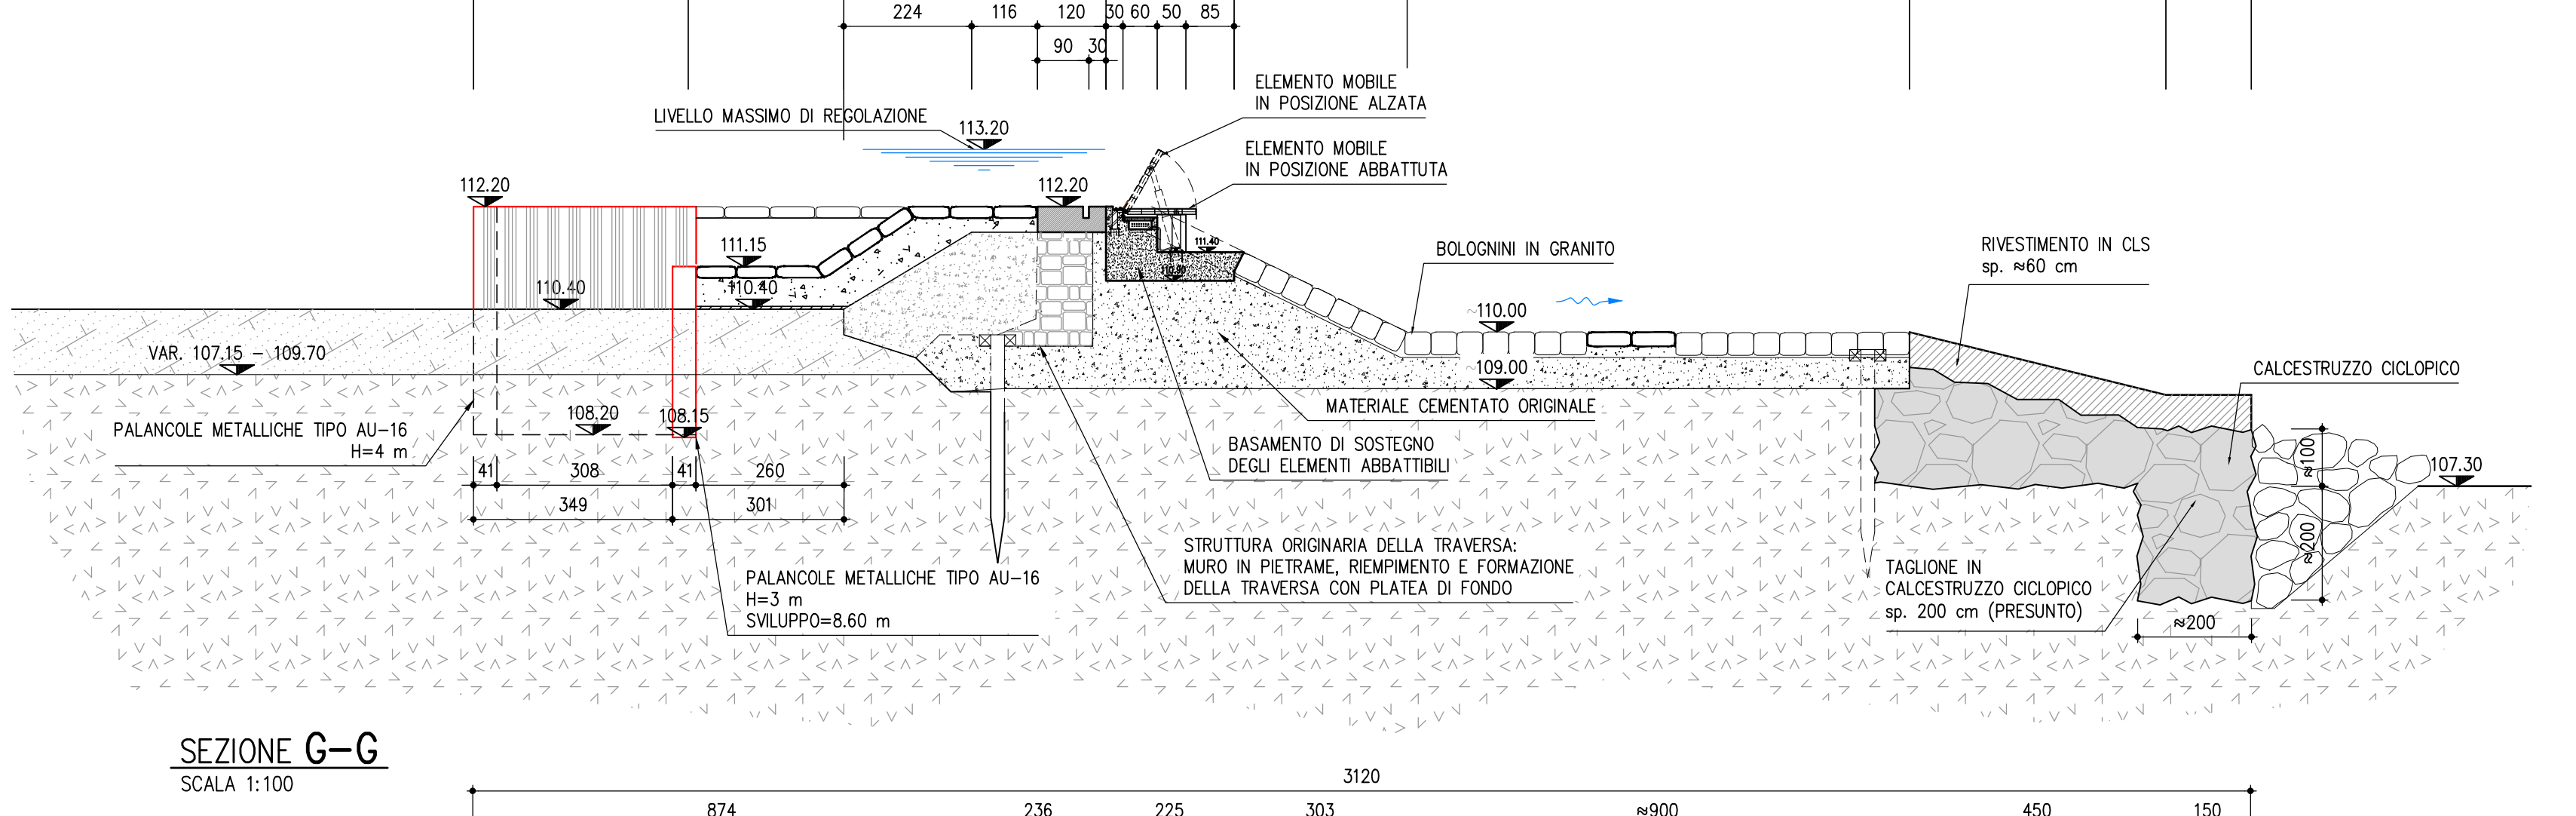 224 116 120 30 60 50 85
90 30
ELEMENTO MOBILE
IN POSIZIONE ALZATA
LIVELLO MASSIMO DI REGOLAZIONE
113.20
ELEMENTO MOBILE
IN POSIZIONE ABBATTUTA
112.20
112.20
111.15
111.40
BOLOGNINI IN GRANITO
RIVESTIMENTO IN CLS
sp. ≈60 cm
110.40
110.40
110.00
VAR. 107.15 – 109.70
109.00
CALCESTRUZZO CICLOPICO
MATERIALE CEMENTATO ORIGINALE
108.20
108.15
PALANCOLE METALLICHE TIPO AU-16
H=4 m
BASAMENTO DI SOSTEGNO
DEGLI ELEMENTI ABBATTIBILI
41 308 41 260
349 301
≈100
107.30
≈200
STRUTTURA ORIGINARIA DELLA TRAVERSA:
MURO IN PIETRAME, RIEMPIMENTO E FORMAZIONE
DELLA TRAVERSA CON PLATEA DI FONDO
PALANCOLE METALLICHE TIPO AU-16
H=3 m
SVILUPPO=8.60 m
TAGLIONE IN
CALCESTRUZZO CICLOPICO
sp. 200 cm (PRESUNTO)
≈200
SEZIONE G-G
SCALA 1:100
3120
874 236 225 303 ≈900 450 150